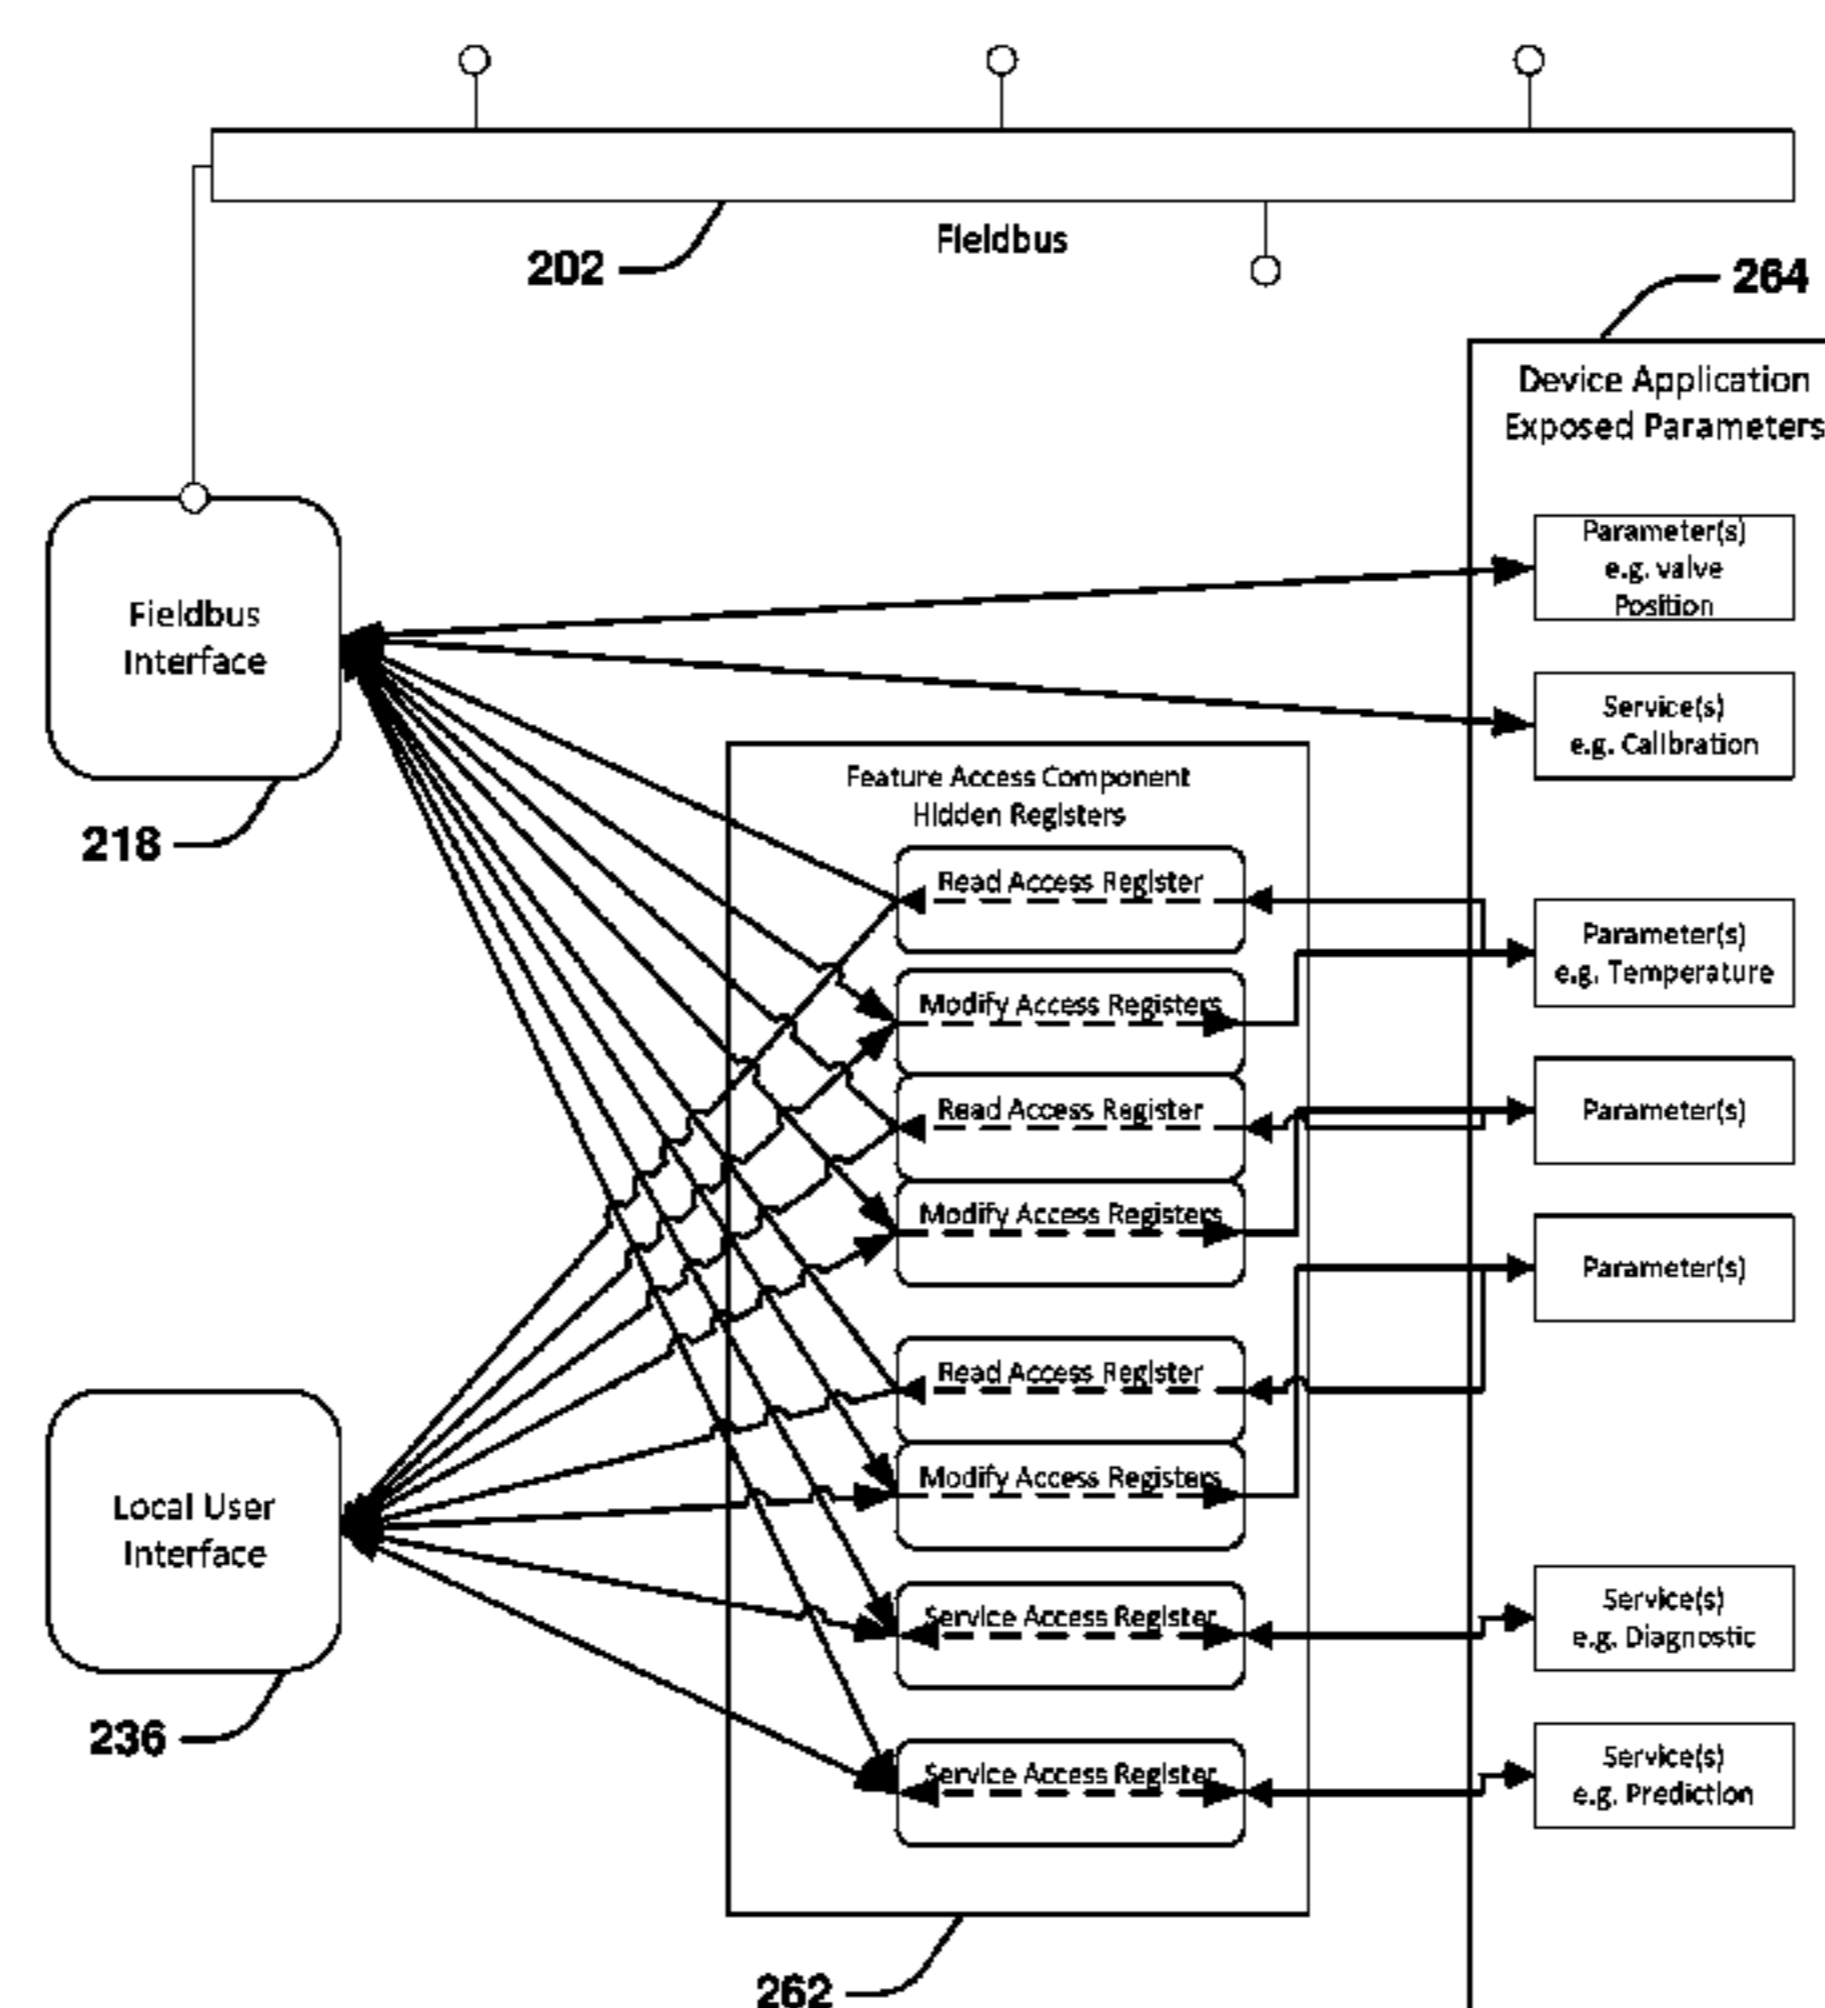 202
Fieldbus
264
Device Application
Exposed Parameters
Parameter(s)
e.g. valve
Position
Fieldbus
Interface
Service(s)
e.g. Calibration
218
Feature Access Component
Hidden Registers
Read Access Register
Parameter(s)
e.g. Temperature
Modify Access Registers
Read Access Register
Parameter(s)
Modify Access Registers
Parameter(s)
Read Access Register
Modify Access Registers
Local User
Interface
Service Access Register
Service(s)
e.g. Diagnostic
236
Service Access Register
Service(s)
e.g. Prediction
262